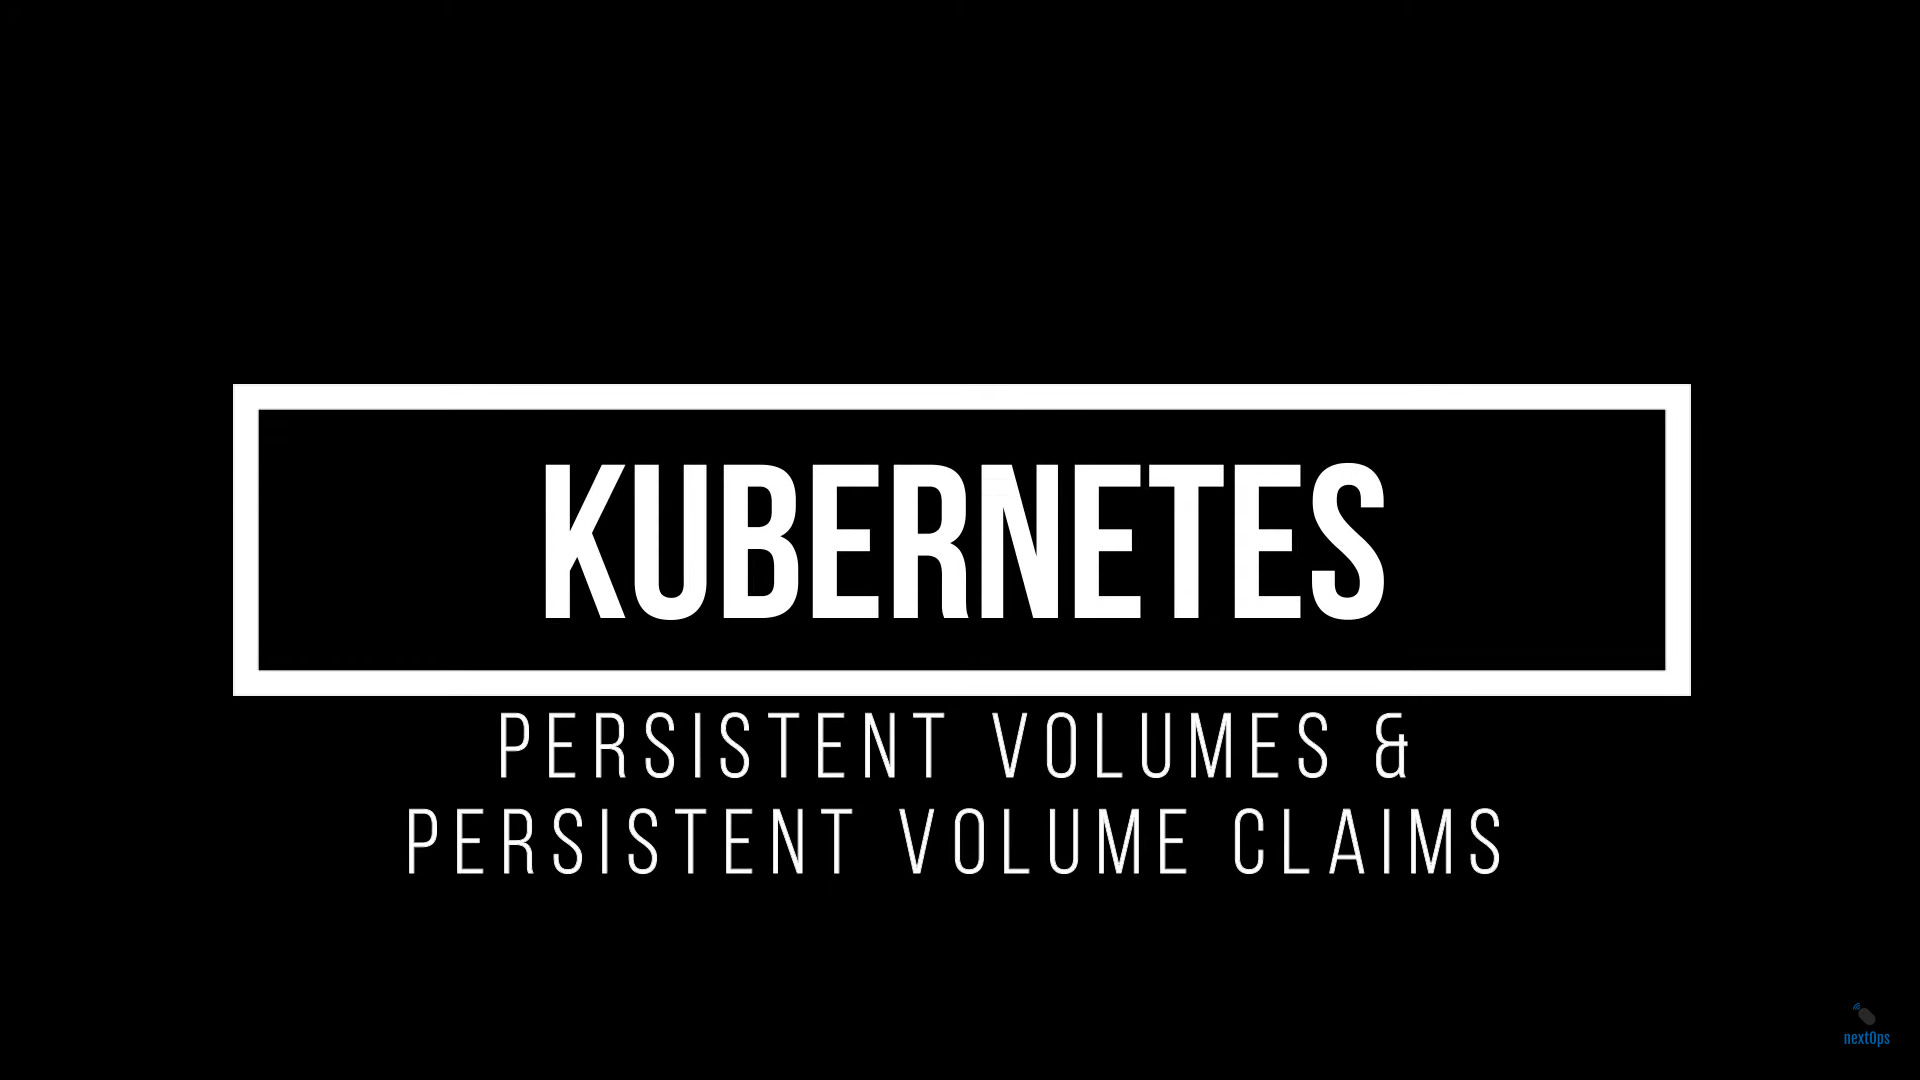 KUBERNETES
PERSISTENT VOLUMES &
PERSISTENT VOLUME CLAIMS
nextOps